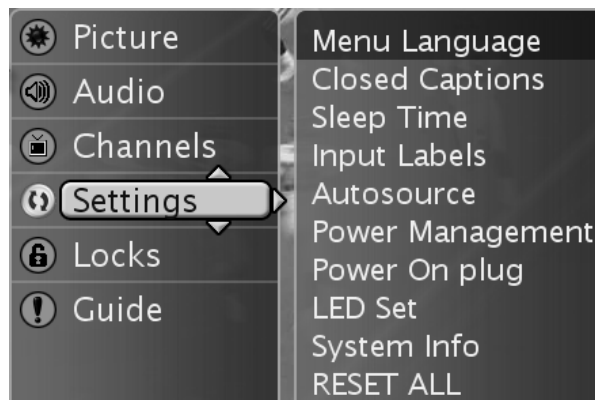 Picture
Audio
Channels
Settings
Locks
Guide
Menu Language
Closed Captions
Sleep Time
Input Labels
Autosource
Power Management
Power On plug
LED Set
System Info
RESET ALL